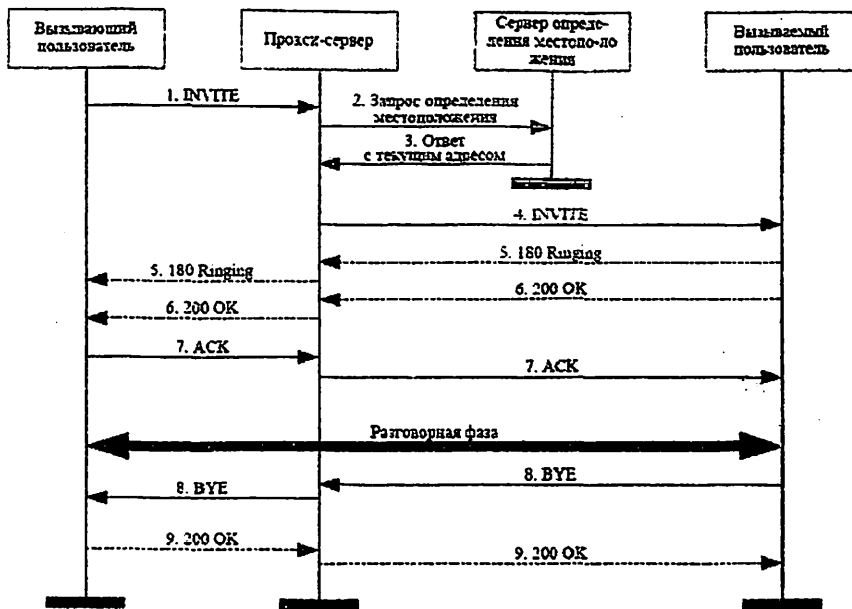 Вызывающий
пользователь
Прокси-сервер
Сервер опреде-
ления местопо-ло
жения
Вызываемый
пользователь
1. INVITE
2. Запрос определения
местоположения
3. Ответ
с текущим адресом
4. INVITE
5. 180 Ringing
5. 180 Ringing
6. 200 OK
6. 200 OK
7. ACK
7. ACK
Разговорная фаза
8. BYE
8. BYE
9. 200 OK
9. 200 OK